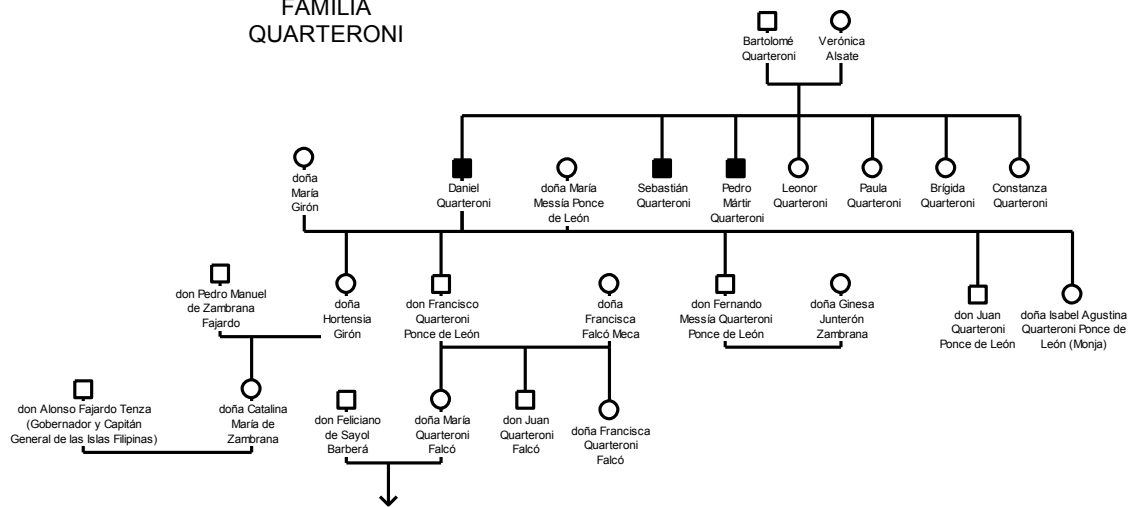 FAMILIA
QUARTERONI
Bartolomé
Quarteroni
Verónica
Alsate
doña
María
Girón
Daniel
Quarteroni
doña María
Messía Ponce
de León
Sebastián
Quarteroni
Pedro
Mártir
Quarteroni
Leonor
Quarteroni
Paula
Quarteroni
Brígida
Quarteroni
Constanza
Quarteroni
don Pedro Manuel
de Zambrana
Fajardo
doña
Hortensia
Girón
don Francisco
Quarteroni
Ponce de León
doña
Francisca
Falcó Meca
don Fernando
Messía Quarteroni
Ponce de León
doña Ginesa
Junterón
Zambrana
don Juan
Quarteroni
Ponce de León
doña Isabel Agustina
Quarteroni Ponce de
León (Monja)
don Alonso Fajardo Tenza
(Gobernador y Capitán
General de las Islas Filipinas)
doña Catalina
María de
Zambrana
don Feliciano
de Sayol
Barberá
doña María
Quarteroni
Falcó
don Juan
Quarteroni
Falcó
doña Francisca
Quarteroni
Falcó